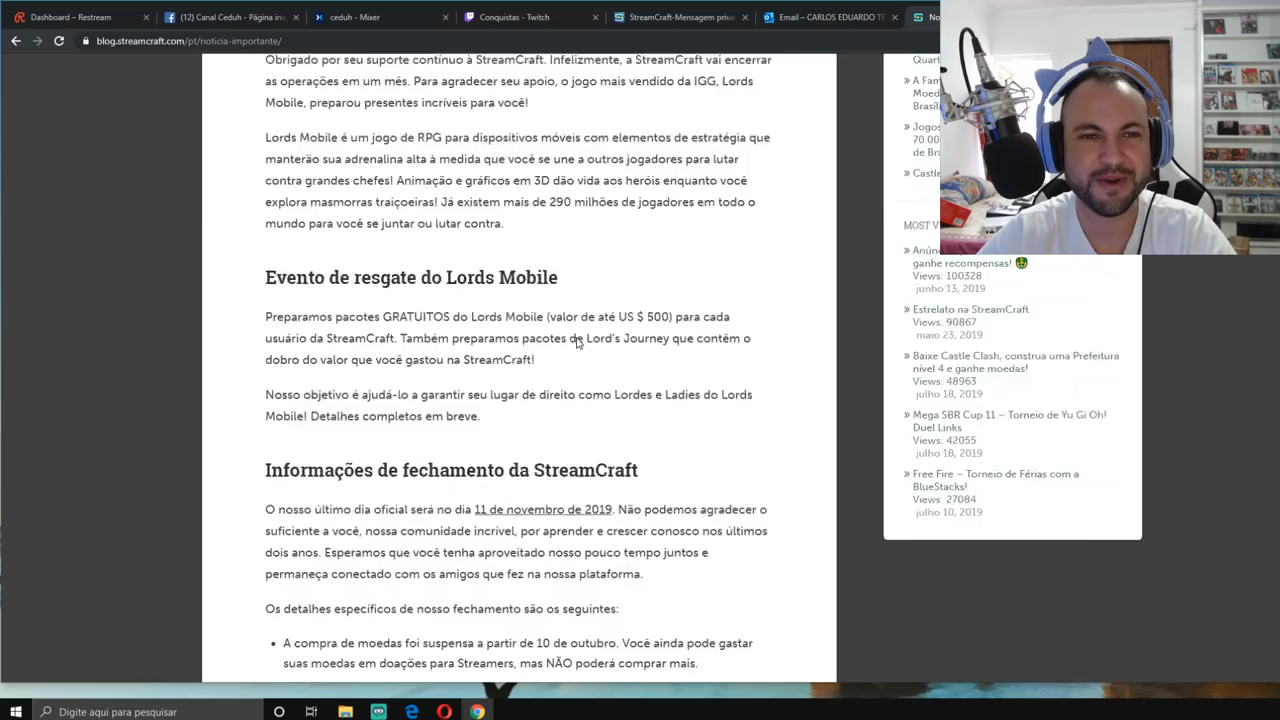 Dashboard – Restream
(12) Canal Ceduh - Página ini
ceduh - Mixer
Conquistas - Twitch
StreamCraft-Mensagem priva
Email – CARLOS EDUARDO TE
No
blog.streamcraft.com/pt/noticia-importante/
Obrigado por seu suporte contínuo à StreamCraft. Infelizmente, a StreamCraft vai encerrar
as operações em um mês. Para agradecer seu apoio, o jogo mais vendido da IGG, Lords
Mobile, preparou presentes incríveis para você!
Lords Mobile é um jogo de RPG para dispositivos móveis com elementos de estratégia que
manterão sua adrenalina alta à medida que você se une a outros jogadores para lutar
contra grandes chefes! Animação e gráficos em 3D dão vida aos heróis enquanto você
explora masmorras traiçoeiras! Já existem mais de 290 milhões de jogadores em todo o
mundo para você se juntar ou lutar contra.
Evento de resgate do Lords Mobile
Preparamos pacotes GRATUITOS do Lords Mobile (valor de até US $ 500) para cada
usuário da StreamCraft. Também preparamos pacotes de Lord's Journey que contêm o
dobro do valor que você gastou na StreamCraft!
Nosso objetivo é ajudá-lo a garantir seu lugar de direito como Lordes e Ladies do Lords
Mobile! Detalhes completos em breve.
Informações de fechamento da StreamCraft
O nosso último dia oficial será no dia 11 de novembro de 2019. Não podemos agradecer o
suficiente a você, nossa comunidade incrível, por aprender e crescer conosco nos últimos
dois anos. Esperamos que você tenha aproveitado nosso pouco tempo juntos e
permaneça conectado com os amigos que fez na nossa plataforma.
Os detalhes específicos de nosso fechamento são os seguintes:
• A compra de moedas foi suspensa a partir de 10 de outubro. Você ainda pode gastar
suas moedas em doações para Streamers, mas NÃO poderá comprar mais.
Quart
» A Fam
Moed
Brasíl
» Jogos
70.00
de Br
» Castle
MOST V
» Anún
ganhe recompensas!
Views: 100328
junho 13, 2019
» Estrelato na StreamCraft
Views: 90867
maio 23, 2019
» Baixe Castle Clash, construa uma Prefeitura
nível 4 e ganhe moedas!
Views: 48963
julho 18, 2019
» Mega SBR Cup 11 – Torneio de Yu Gi Oh!
Duel Links
Views: 42055
julho 18, 2019
» Free Fire – Torneio de Férias com a
BlueStacks!
Views: 27084
julho 10, 2019
Digite aqui para pesquisar